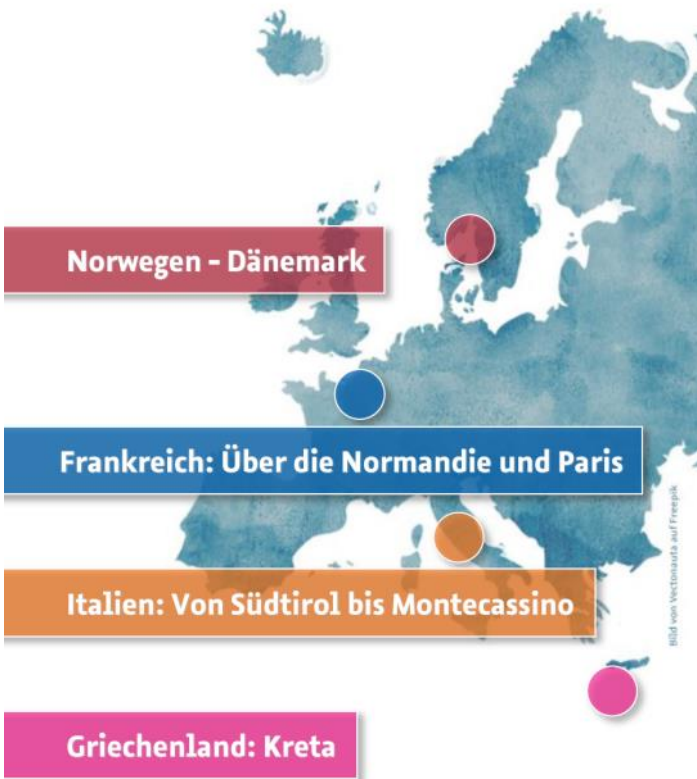 Norwegen - Dänemark
Frankreich: Über die Normandie und Paris
Bild von Vectonauta auf Freepik
Italien: Von Südtirol bis Montecassino
Griechenland: Kreta